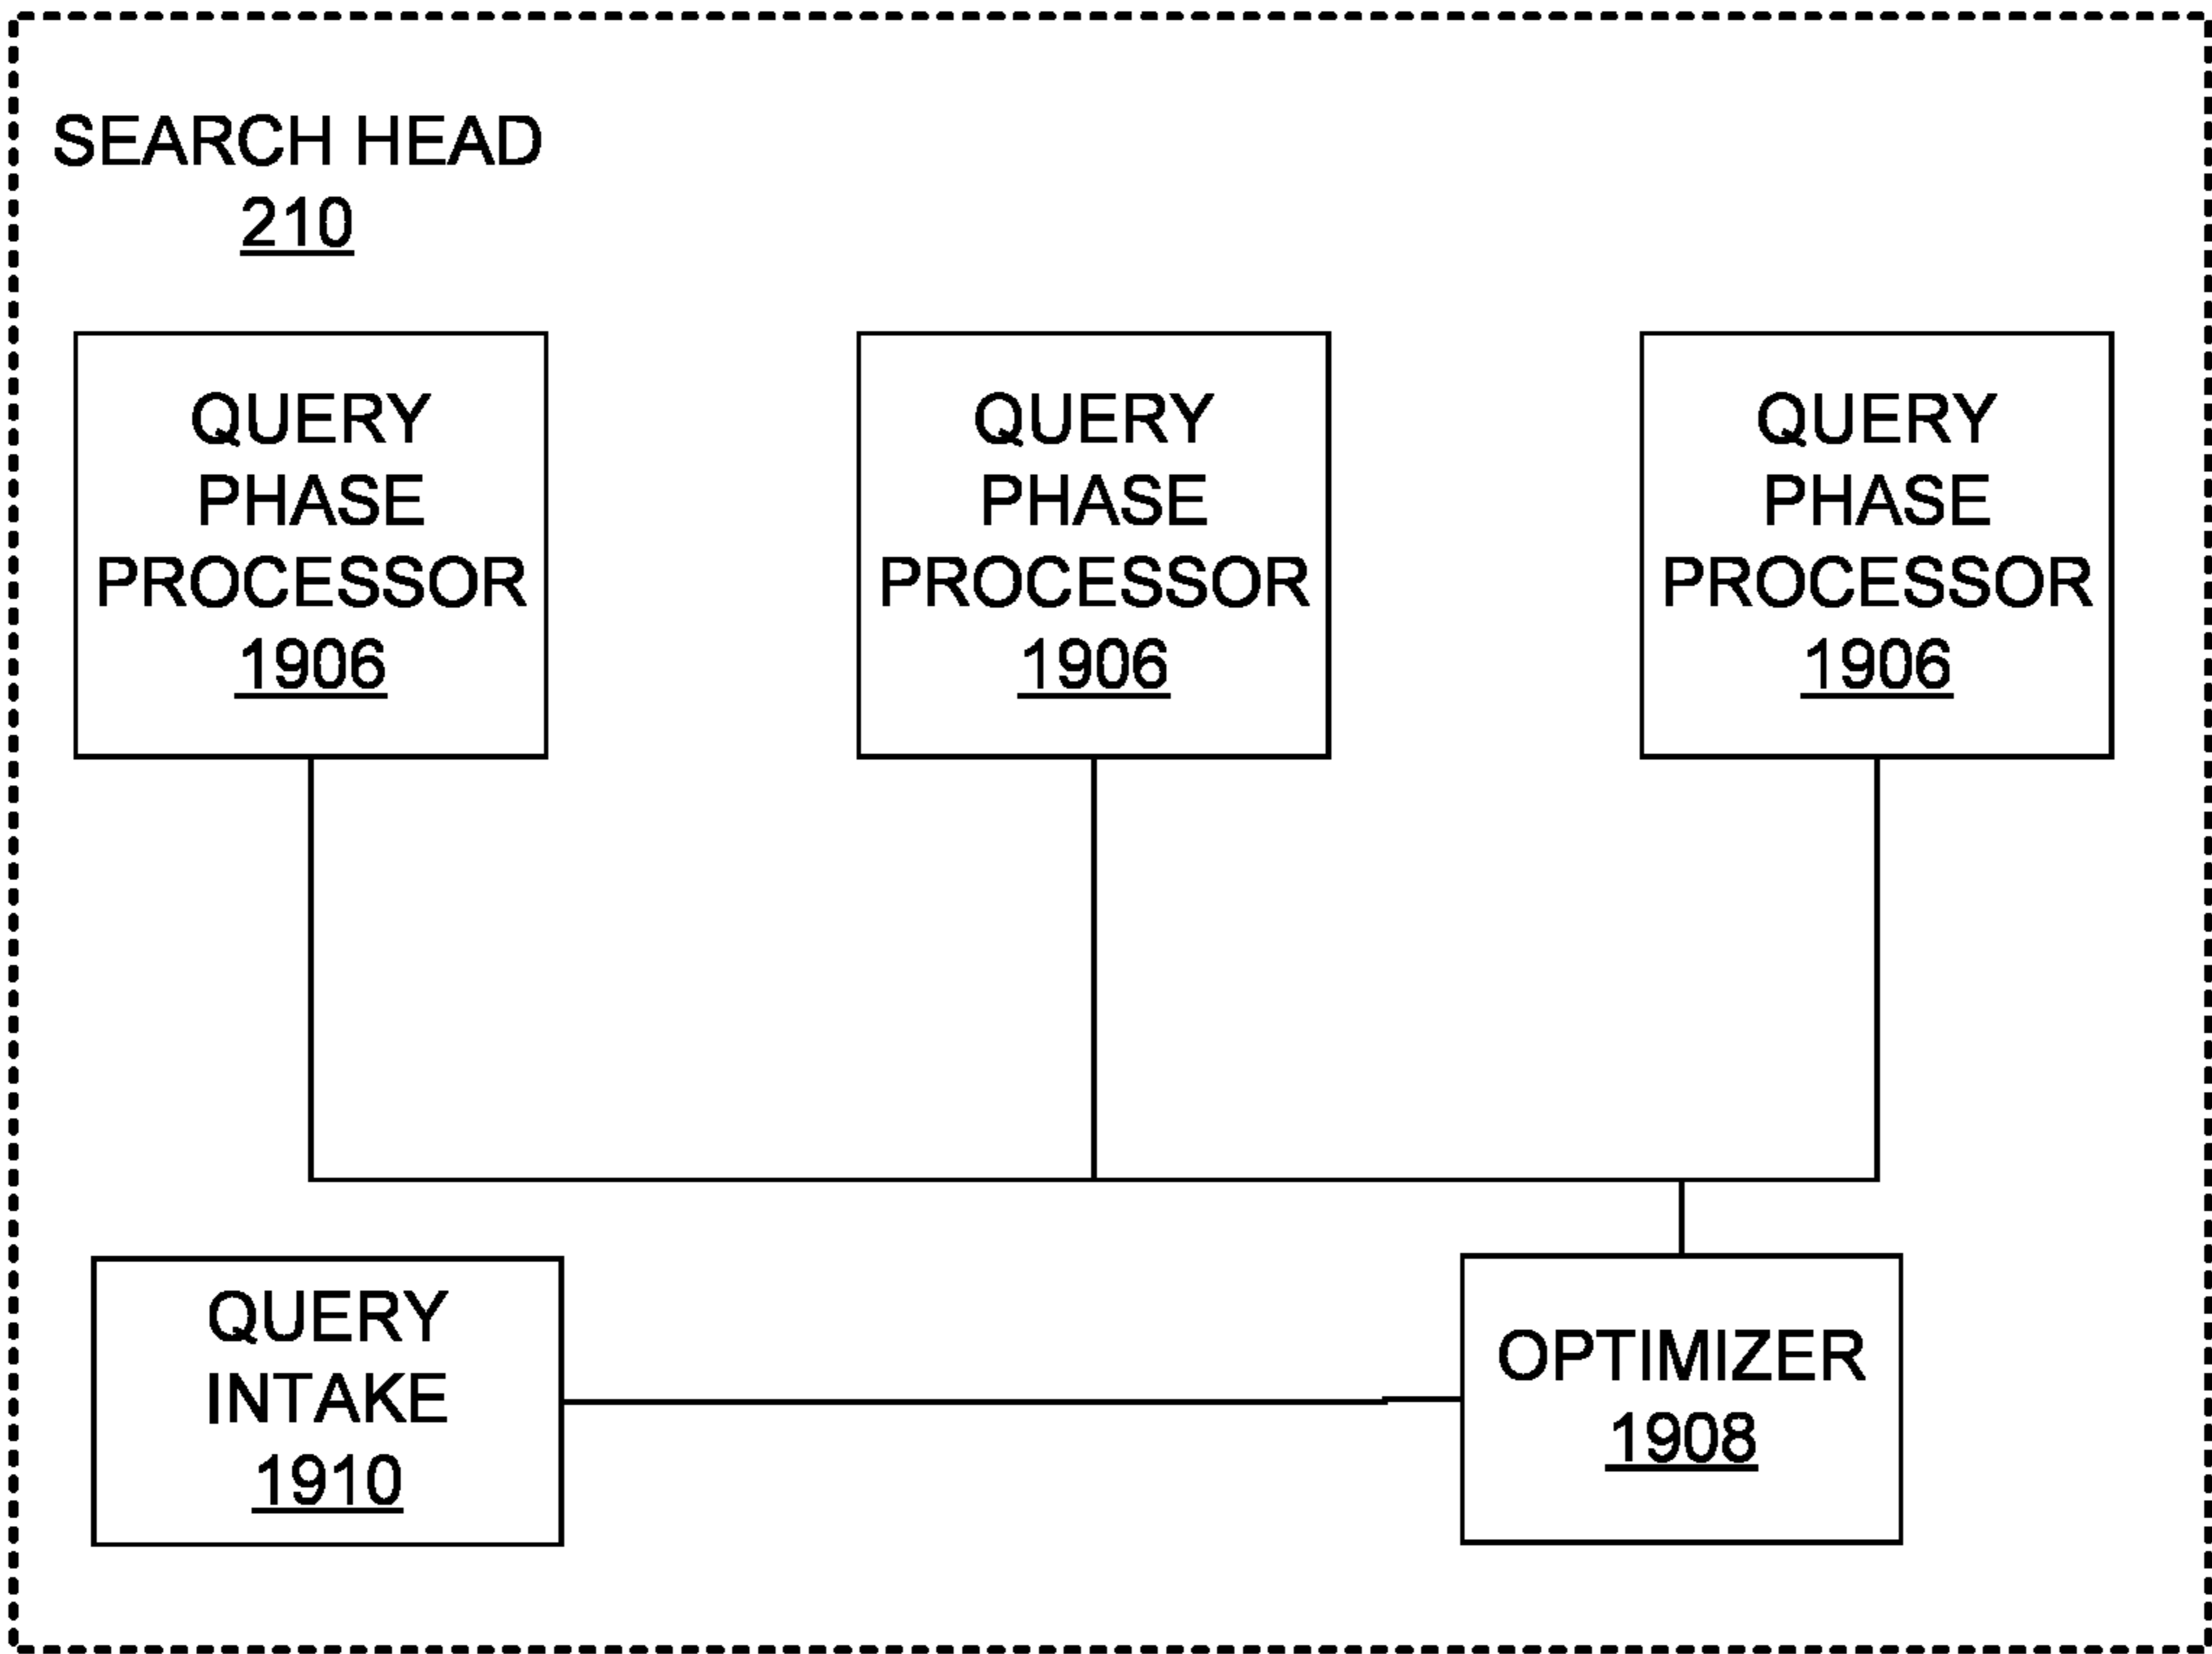 SEARCH HEAD
210
QUERY
PHASE
PROCESSOR
1906
QUERY
PHASE
PROCESSOR
1906
QUERY
PHASE
PROCESSOR
1906
QUERY
INTAKE
1910
OPTIMIZER
1908